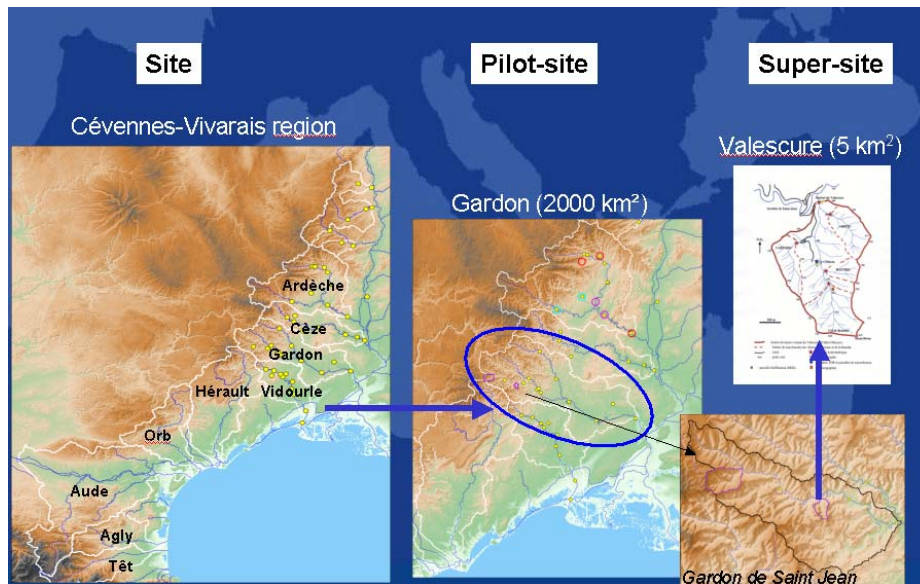 Site
Pilot-site
Super-site
Cévennes-Vivarais region
Valescure (5 km²)
Gardon (2000 km²)
Ardèche
Cèze
Gardon
Hérault
Vidourle
Orb
Aude
Agly
Têt
Gardon de Saint Jean